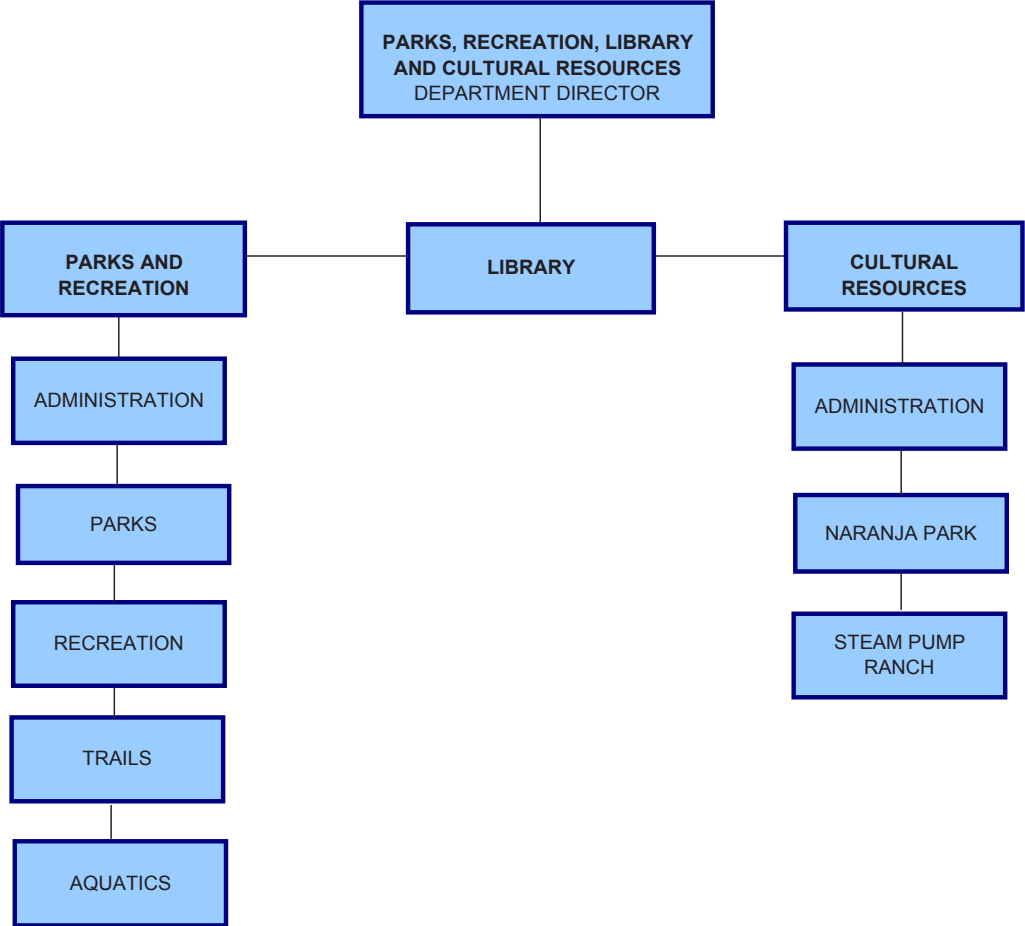 PARKS, RECREATION, LIBRARY
AND CULTURAL RESOURCES
DEPARTMENT DIRECTOR
PARKS AND
RECREATION
LIBRARY
CULTURAL
RESOURCES
ADMINISTRATION
PARKS
RECREATION
TRAILS
AQUATICS
ADMINISTRATION
NARANJA PARK
STEAM PUMP
RANCH